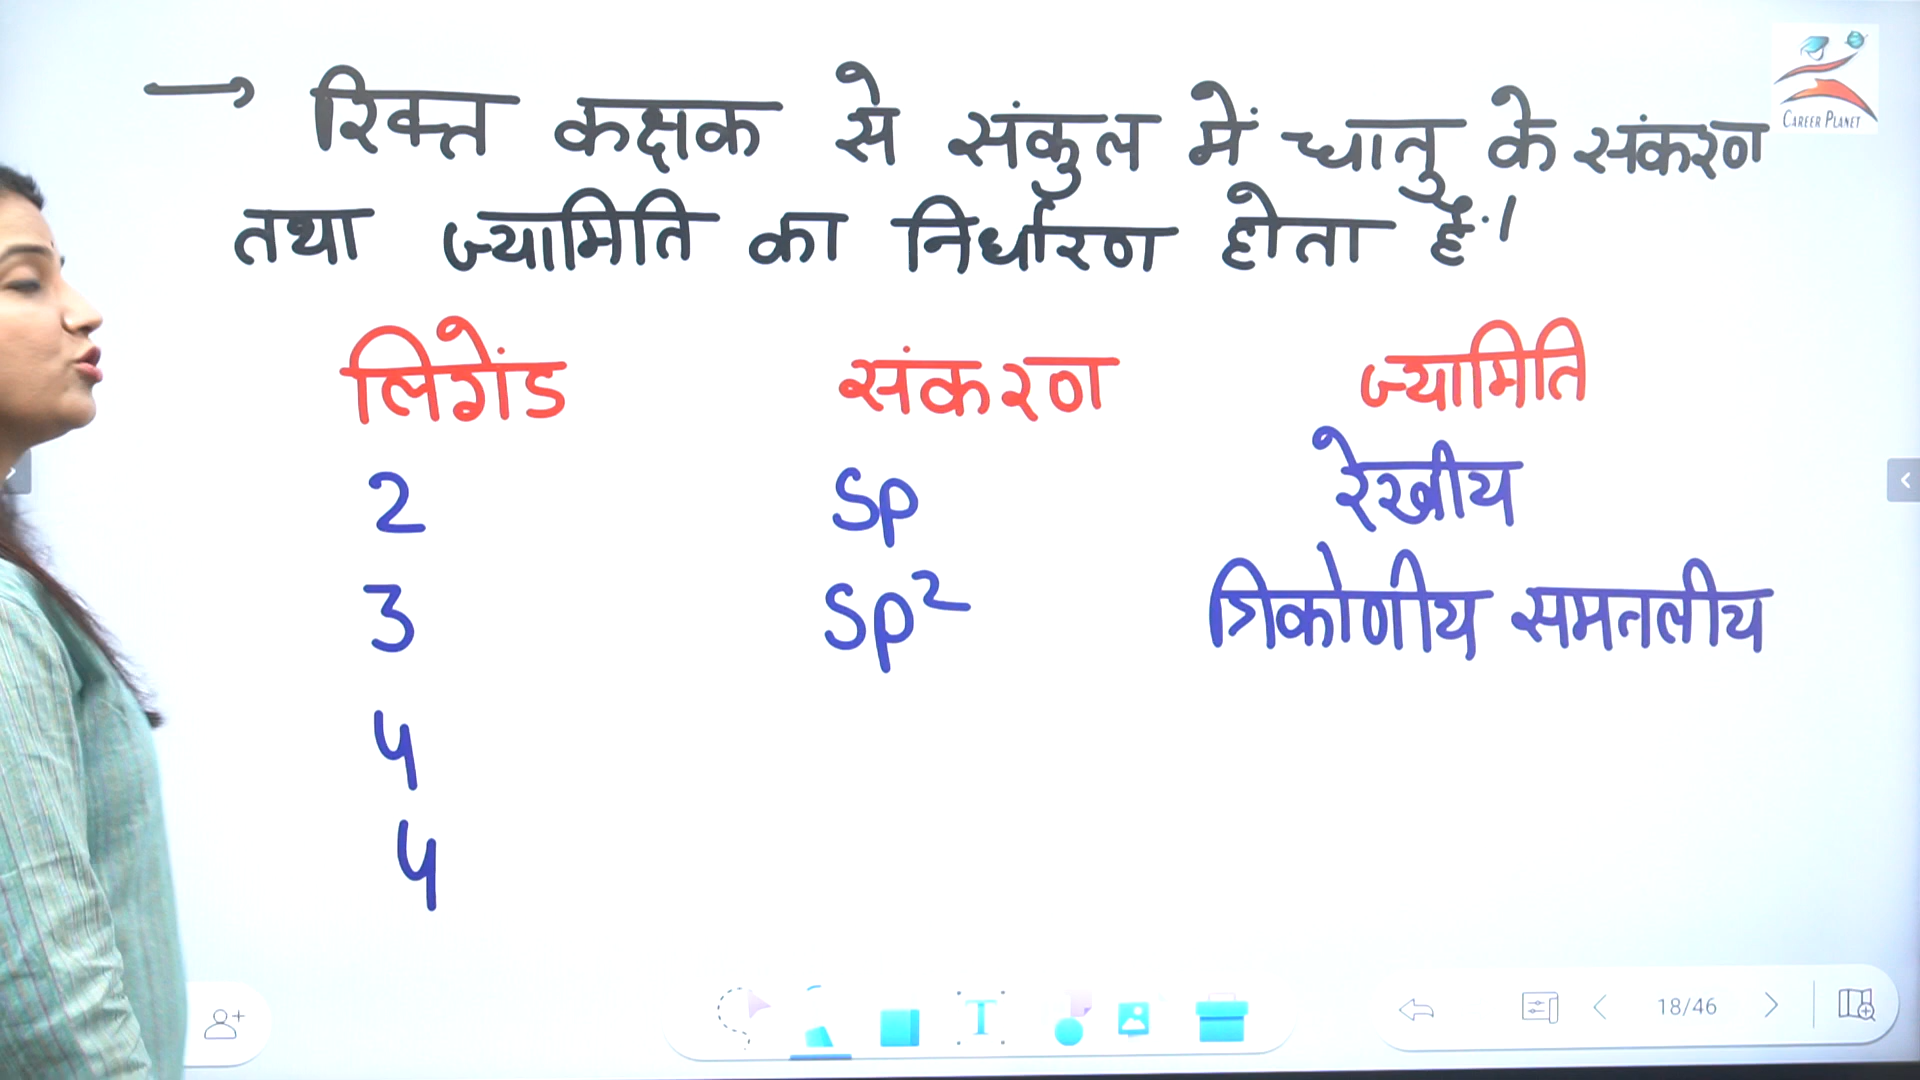 → रिक्त कक्षक से संकुल में धातु के संकरण
तथा ज्यामिति का निर्धारण होता है।
लिगेंड संकरण ज्यामिति
2 sp रेखीय
3 sp² त्रिकोणीय समतलीय
4
4
CAREER PLANET
T
18/46